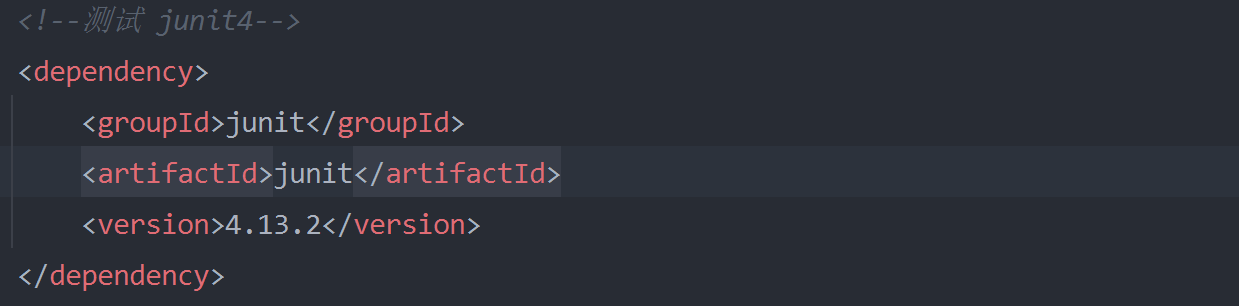 <!--测试 junit4-->
<dependency>
    <groupId>junit</groupId>
    <artifactId>junit</artifactId>
    <version>4.13.2</version>
</dependency>